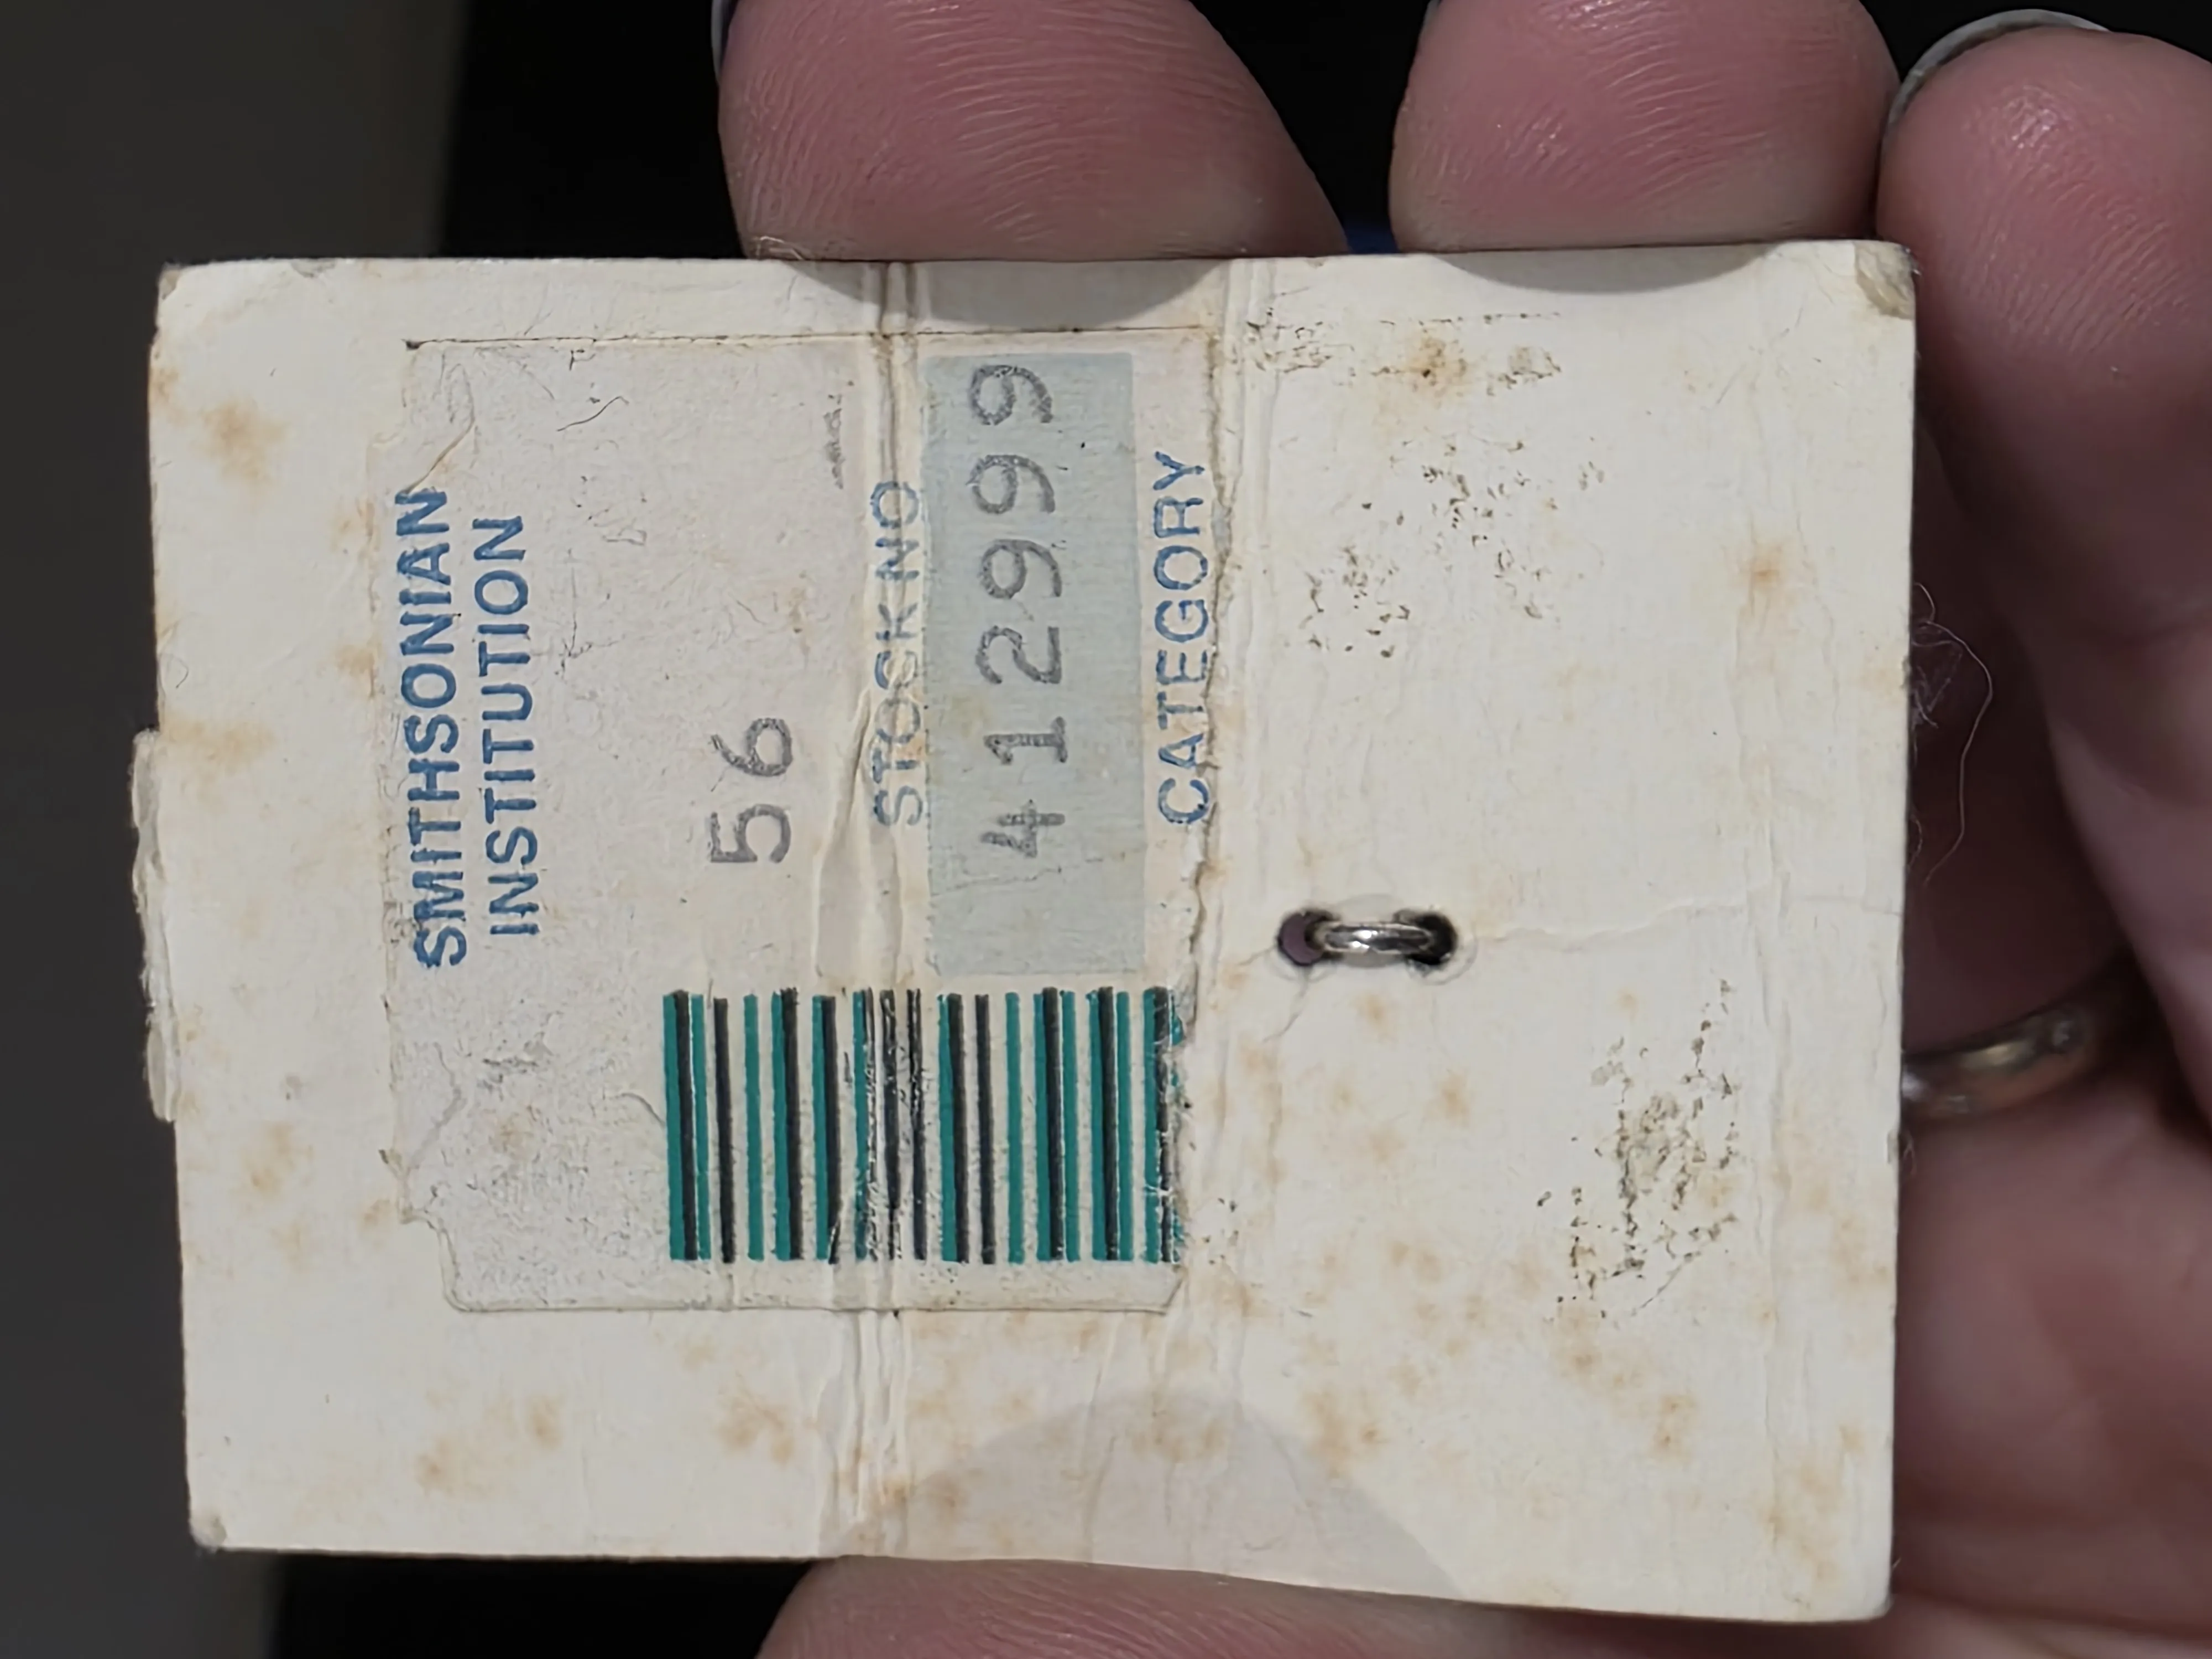 SMITHSONIAN
INSTITUTION
56
STOCK NO
412999
CATEGORY